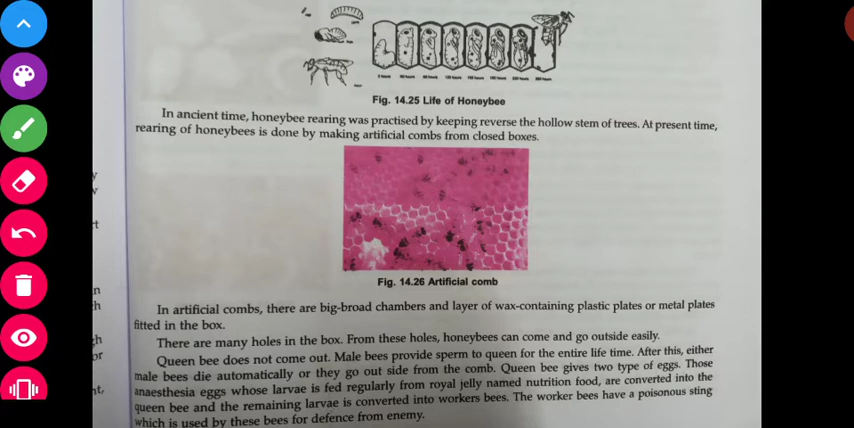 Fig. 14.25 Life of Honeybee
In ancient time, honeybee rearing was practised by keeping reverse the hollow stem of trees. At present time,
rearing of honeybees is done by making artificial combs from closed boxes.
Fig. 14.26 Artificial comb
In artificial combs, there are big-broad chambers and layer of wax-containing plastic plates or metal plates
fitted in the box.
There are many holes in the box. From these holes, honeybees can come and go outside easily.
Queen bee does not come out. Male bees provide sperm to queen for the entire life time. After this, either
male bees die automatically or they go out side from the comb. Queen bee gives two type of eggs. Those
anaesthesia eggs whose larvae is fed regularly from royal jelly named nutrition food, are converted into the
queen bee and the remaining larvae is converted into workers bees. The worker bees have a poisonous sting
which is used by these bees for defence from enemy.